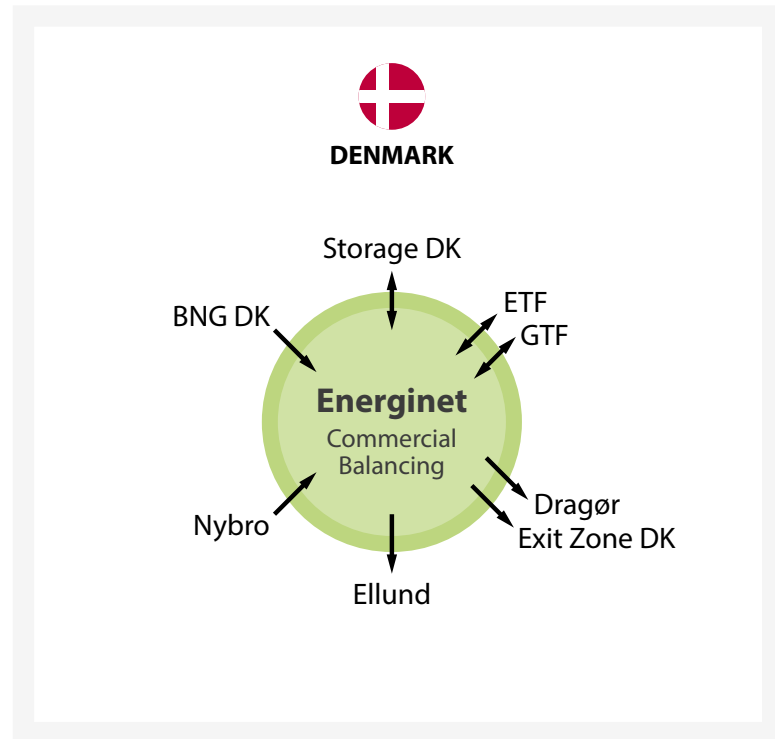 DENMARK
Storage DK
BNG DK
ETF
GTF
Energinet
Commercial
Balancing
Nybro
Dragør
Exit Zone DK
Ellund